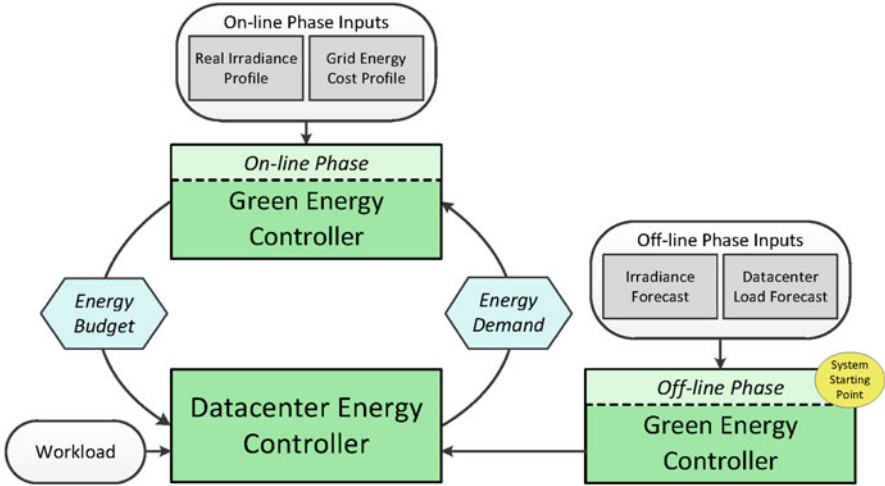 On-line Phase Inputs
Real Irradiance
Profile
Grid Energy
Cost Profile
On-line Phase
Green Energy
Controller
Off-line Phase Inputs
Irradiance
Forecast
Datacenter
Load Forecast
Energy
Budget
Energy
Demand
System
Starting
Point
Off-line Phase
Green Energy
Controller
Datacenter Energy
Controller
Workload